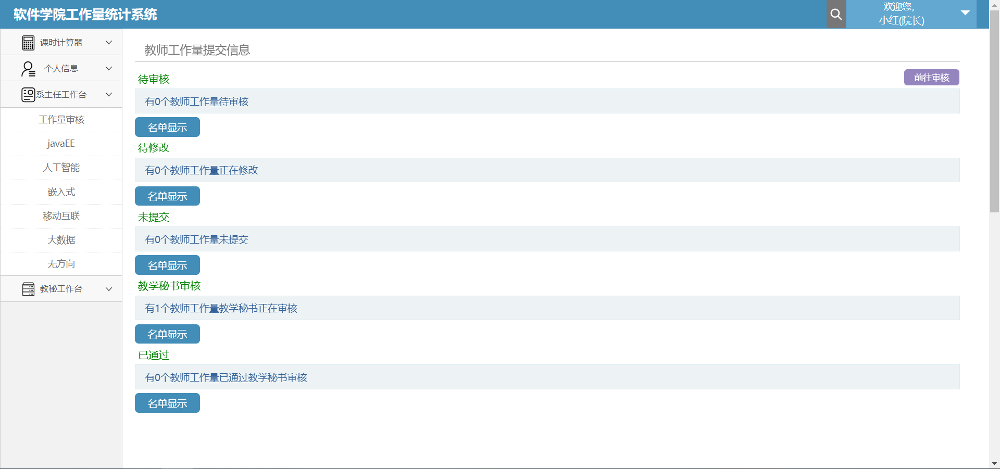 软件学院工作量统计系统
欢迎您,
小红(院长)
课时计算器
个人信息
系主任工作台
工作量审核
javaEE
人工智能
嵌入式
移动互联
大数据
无方向
教秘工作台
教师工作量提交信息
待审核
前往审核
有0个教师工作量待审核
名单显示
待修改
有0个教师工作量正在修改
名单显示
未提交
有0个教师工作量未提交
名单显示
教学秘书审核
有1个教师工作量教学秘书正在审核
名单显示
已通过
有0个教师工作量已通过教学秘书审核
名单显示